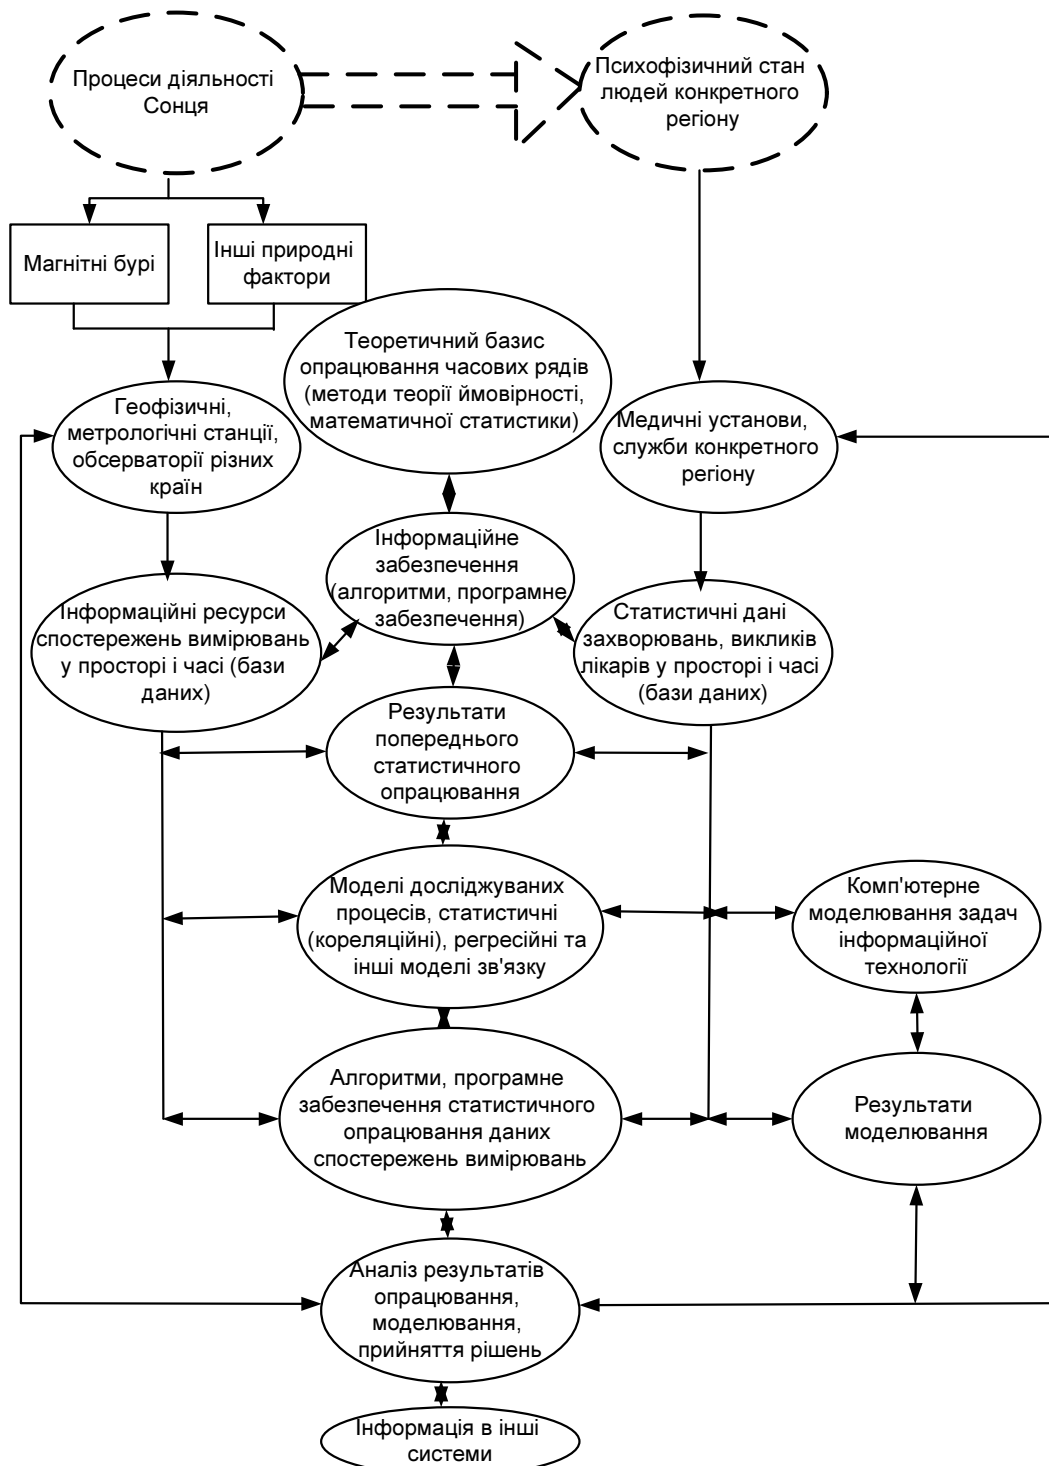 Процеси діяльності
Сонця
Психофізичний стан
людей конкретного
регіону
Магнітні бурі
Інші природні
фактори
Теоретичний базис
опрацювання часових рядів
(методи теорії ймовірності,
математичної статистики)
Геофізичні,
метрологічні станції,
обсерваторії різних
країн
Медичні установи,
служби конкретного
регіону
Інформаційне
забезпечення
(алгоритми, програмне
забезпечення)
Інформаційні ресурси
спостережень вимірювань
у просторі і часі (бази
даних)
Статистичні дані
захворювань, викликів
лікарів у просторі і часі
(бази даних)
Результати
попереднього
статистичного
опрацювання
Моделі досліджуваних
процесів, статистичні
(кореляційні), регресійні та
інші моделі зв'язку
Комп'ютерне
моделювання задач
інформаційної
технології
Алгоритми, програмне
забезпечення статистичного
опрацювання даних
спостережень вимірювань
Результати
моделювання
Аналіз результатів
опрацювання,
моделювання,
прийняття рішень
Інформація в інші
системи